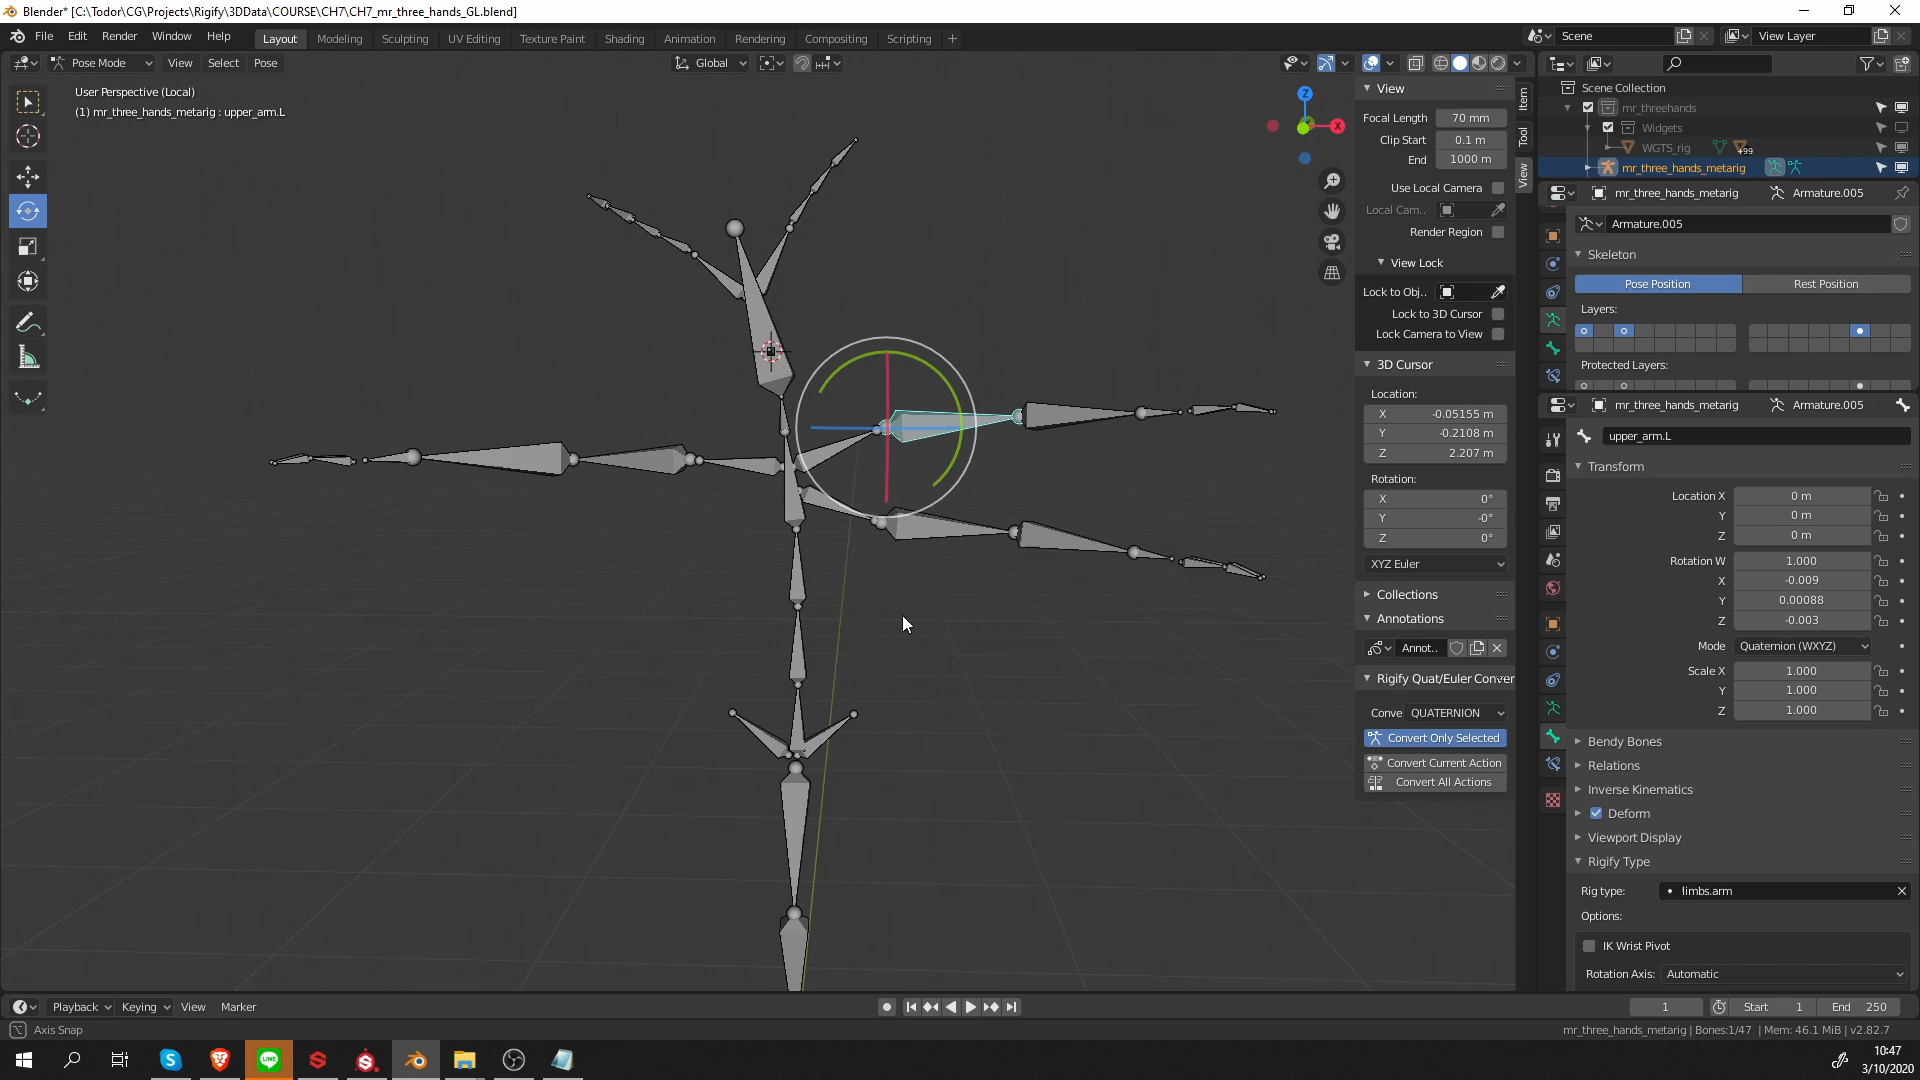 Blender* [C:\Todor\CG\Projects\Rigify\3DData\COURSE\CH7\CH7_mr_three_hands_GL.blend]
File Edit Render Window Help Layout Modeling Sculpting UV Editing Texture Paint Shading Animation Rendering Compositing Scripting +
Scene View Layer
Pose Mode View Select Pose Global
User Perspective (Local)
(1) mr_three_hands_metarig : upper_arm.L
Z
X
View
Focal Length 70 mm
Clip Start 0.1 m
End 1000 m
Use Local Camera
Local Cam..
Render Region
View Lock
Lock to Obj..
Lock to 3D Cursor
Lock Camera to View
3D Cursor
Location:
X -0.05155 m
Y -0.2108 m
Z 2.207 m
Rotation:
X 0°
Y -0°
Z 0°
XYZ Euler
Collections
Annotations
Annot..
Rigify Quat/Euler Conver
Conve QUATERNION
Convert Only Selected
Convert Current Action
Convert All Actions
Item
Tool
View
Scene Collection
mr_threehands
Widgets
WGTS_rig +99
mr_three_hands_metarig
mr_three_hands_metarig Armature.005
Armature.005
Skeleton
Pose Position Rest Position
Layers:
Protected Layers:
mr_three_hands_metarig Armature.005
upper_arm.L
Transform
Location X 0 m
Y 0 m
Z 0 m
Rotation W 1.000
X -0.009
Y 0.00088
Z -0.003
Mode Quaternion (WXYZ)
Scale X 1.000
Y 1.000
Z 1.000
Bendy Bones
Relations
Inverse Kinematics
Deform
Viewport Display
Rigify Type
Rig type: limbs.arm
Options:
IK Wrist Pivot
Rotation Axis: Automatic
Playback Keying View Marker
1 Start 1 End 250
Axis Snap
mr_three_hands_metarig | Bones:1/47 | Mem: 46.1 MiB | v2.82.7
LINE
10:47
3/10/2020